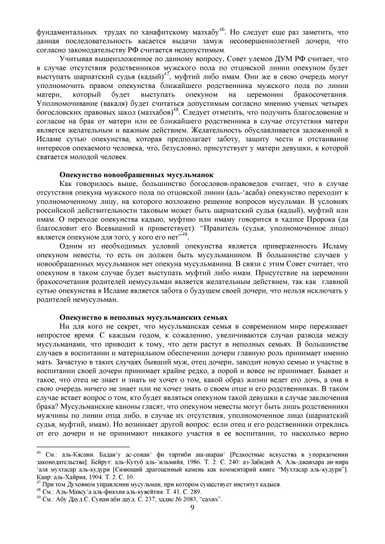 фундаментальных трудах по ханафитскому мазхабу⁴⁶. Но следует еще раз заметить, что
данная последовательность касается выдачи замуж несовершеннолетней дочери, что
согласно законодательству РФ считается недопустимым.
Учитывая вышеизложенное по данному вопросу, Совет улемов ДУМ РФ считает, что
в случае отсутствия родственников мужского пола по отцовской линии опекуном будет
выступать шариатский судья (кадый)⁴⁷, муфтий либо имам. Они же в свою очередь могут
уполномочить правом опекунства ближайшего родственника мужского пола по линии
матери, который будет выступать опекуном на церемонии бракосочетания.
Уполномочивание (вакаля) будет считаться допустимым согласно мнению ученых четырех
богословских правовых школ (мазхабов)⁴⁸. Следует отметить, что получить благословение и
согласие на брак от матери или ее ближайшего родственника в случае отсутствия матери
является желательным и важным действием. Желательность обуславливается заложенной в
Исламе сутью опекунства, которая предполагает заботу, защиту чести и отстаивание
интересов опекаемого человека, что, безусловно, присутствует у матери девушки, к которой
сватается молодой человек.
Опекунство новообращенных мусульманок
Как говорилось выше, большинство богословов-правоведов считает, что в случае
отсутствия опекуна мужского пола по отцовской линии (аль-‘асаба) опекунство переходит к
уполномоченному лицу, на которого возложено решение вопросов мусульман. В условиях
российской действительности таковым может быть шариатский судья (кадый), муфтий или
имам. О переходе опекунства кадыю, муфтию или имаму говорится в хадисе Пророка (да
благословит его Всевышний и приветствует): “Правитель (судья, уполномоченное лицо)
является опекуном для того, у кого его нет”⁴⁹.
Одним из необходимых условий опекунства является приверженность Исламу
опекуном невесты, то есть он должен быть мусульманином. В большинстве случаев у
новообращенных мусульманок нет опекуна мусульманина. В связи с этим Совет считает, что
опекуном в таком случае будет выступать муфтий либо имам. Присутствие на церемонии
бракосочетания родителей немусульман является желательным действием, так как главной
сутью опекунства в Исламе является забота о будущем своей дочери, что нельзя исключать у
родителей немусульман.
Опекунство в неполных мусульманских семьях
Ни для кого не секрет, что мусульманская семья в современном мире переживает
непростое время. С каждым годом, к сожалению, увеличиваются случаи развода между
мусульманами, что приводит к тому, что дети растут в неполных семьях. В большинстве
случаев в воспитании и материальном обеспечении дочери главную роль принимает именно
мать. Зачастую в таких случаях бывший муж, отец дочери, заводит новую семью и участие в
воспитании своей дочери принимает крайне редко, а порой и вовсе не принимает. Бывает и
такое, что отец не знает и знать не хочет о том, какой образ жизни ведет его дочь, а она в
свою очередь ничего не знает или не хочет знать о своем отце и его родственниках. В таком
случае встает вопрос о том, кто будет являться опекуном такой девушки в случае заключения
брака? Мусульманские каноны гласят, что опекуном невесты могут быть лишь родственники
мужчины по линии отца либо, в случае их отсутствия, уполномоченное лицо (шариатский
судья, муфтий, имам). Но возникает другой вопрос: если отец и его родственники отреклись
от его дочери и не принимают никакого участия в ее воспитании, то насколько верно
⁴⁶ См.: аль-Касани. Бадаи‘у ас-сонаи‘ фи тартиби аш-шараи‘ [Редкостные искусства в упорядочении
законодательства]. Бейрут: аль-Кутуб аль-‘ильмийя, 1986. Т. 2. С. 240; аз-Забидий А. Аль-джавхара ан-нира
‘аля мухтасар аль-кудури [Сияющий драгоценный камень как комментарий книги “Мухтасар аль-кудури”].
Каир: аль-Хайрия, 1904. Т. 2. С. 10.
⁴⁷ При том Духовном управлении мусульман, при котором существует институт кадыев.
⁴⁸ См.: Аль-Мавсу‘а аль-фикхия аль-кувейтия. Т. 41. С. 289.
⁴⁹ См.: Абу Дауд С. Сунан аби дауд. С. 237, хадис № 2083, “сахих”.
9